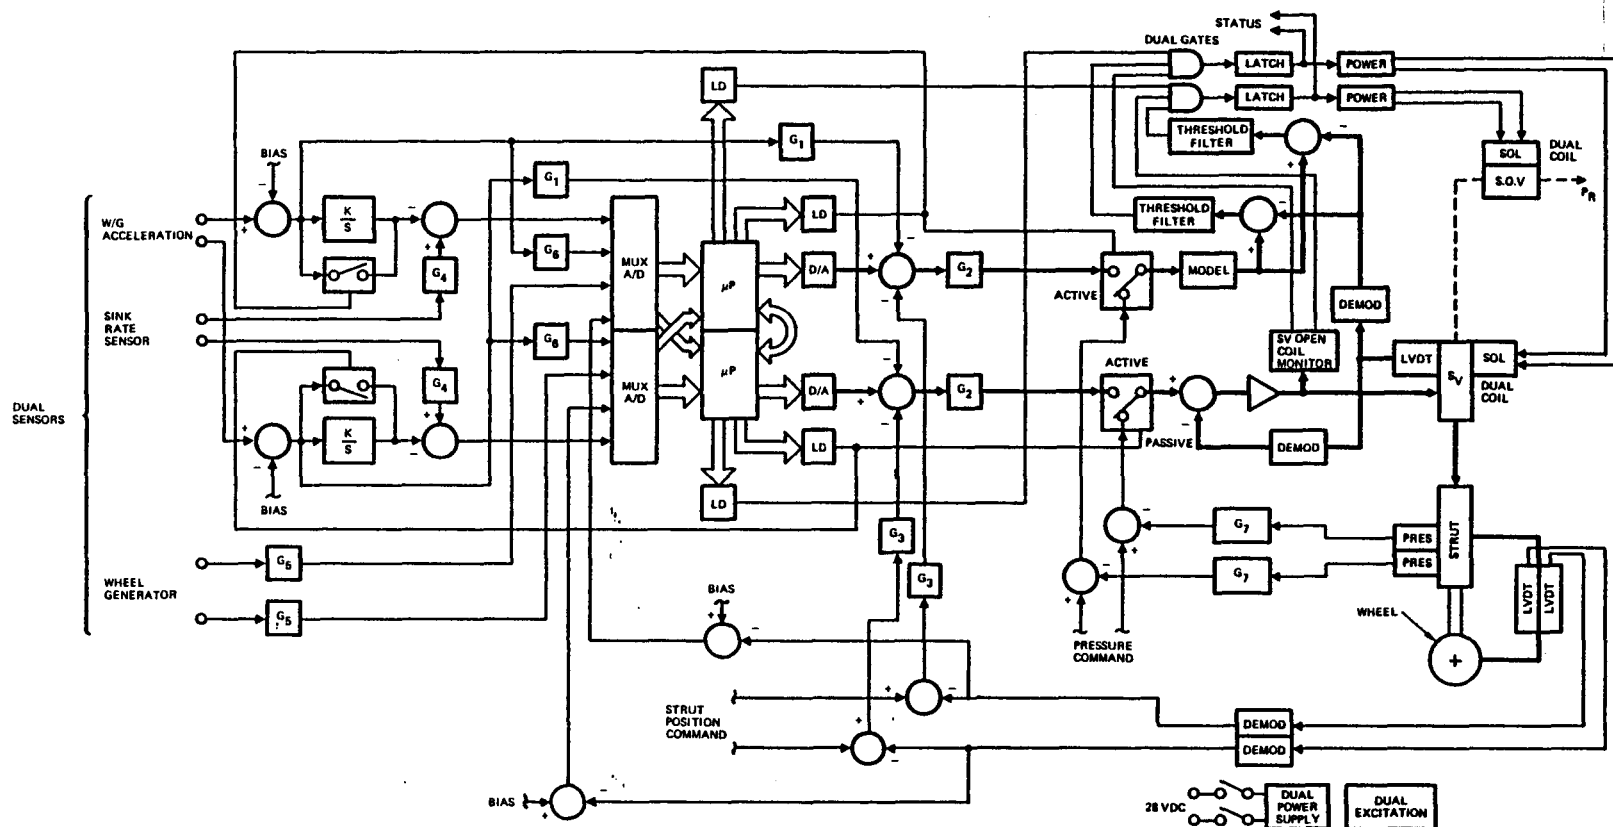 STATUS
DUAL GATES
LATCH
POWER
LD
LATCH
POWER
G1
THRESHOLD
FILTER
SOL
DUAL
COIL
BIAS
G1
S.O.V
PR
W/G
ACCELERATION
K
S
MUX
A/D
LD
THRESHOLD
FILTER
G6
G4
μP
D/A
G2
ACTIVE
MODEL
DEMOD
SINK
RATE
SENSOR
G6
SV OPEN
COIL
MONITOR
LVDT
SV
SOL
DUAL
COIL
G4
MUX
A/D
μP
D/A
G2
ACTIVE
DUAL
SENSORS
K
S
LD
PASSIVE
DEMOD
BIAS
LD
G3
G7
PRES
STRUT
G5
G3
G7
PRES
WHEEL
GENERATOR
G5
BIAS
LVDT
LVDT
WHEEL
PRESSURE
COMMAND
STRUT
POSITION
COMMAND
DEMOD
DEMOD
BIAS
28 VDC
DUAL
POWER
SUPPLY
DUAL
EXCITATION